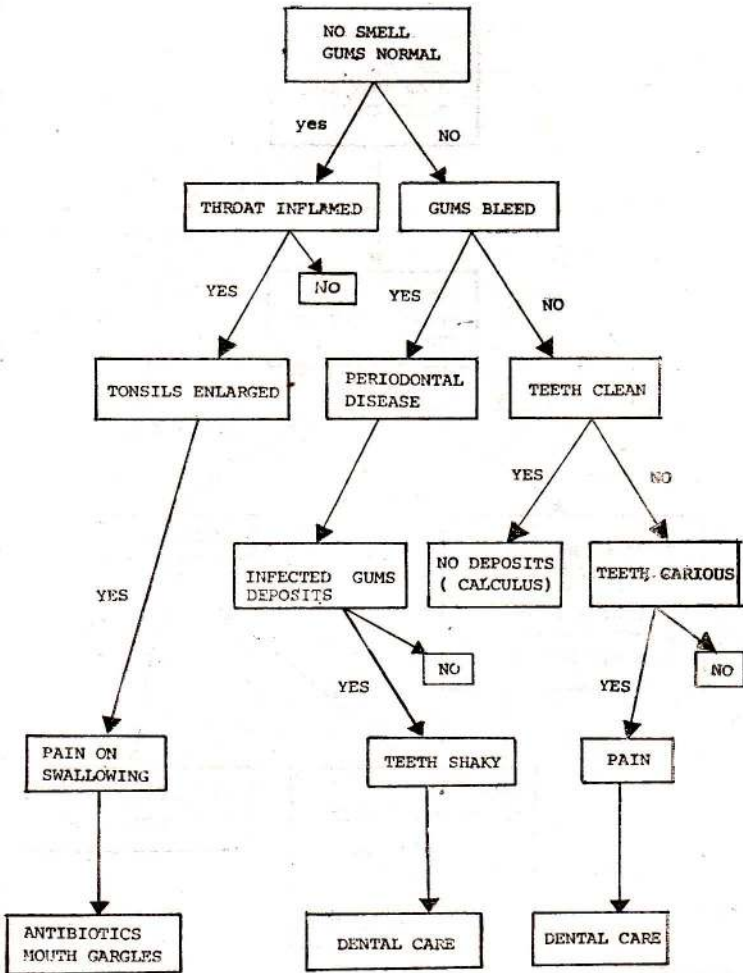 NO SMELL
GUMS NORMAL
yes
NO
THROAT INFLAMED
GUMS BLEED
YES
NO
YES
NO
TONSILS ENLARGED
PERIODONTAL
DISEASE
TEETH CLEAN
YES
NO
INFECTED GUMS
DEPOSITS
NO DEPOSITS
( CALCULUS)
TEETH CARIOUS
YES
NO
YES
NO
YES
PAIN ON
SWALLOWING
TEETH SHAKY
PAIN
ANTIBIOTICS
MOUTH GARGLES
DENTAL CARE
DENTAL CARE